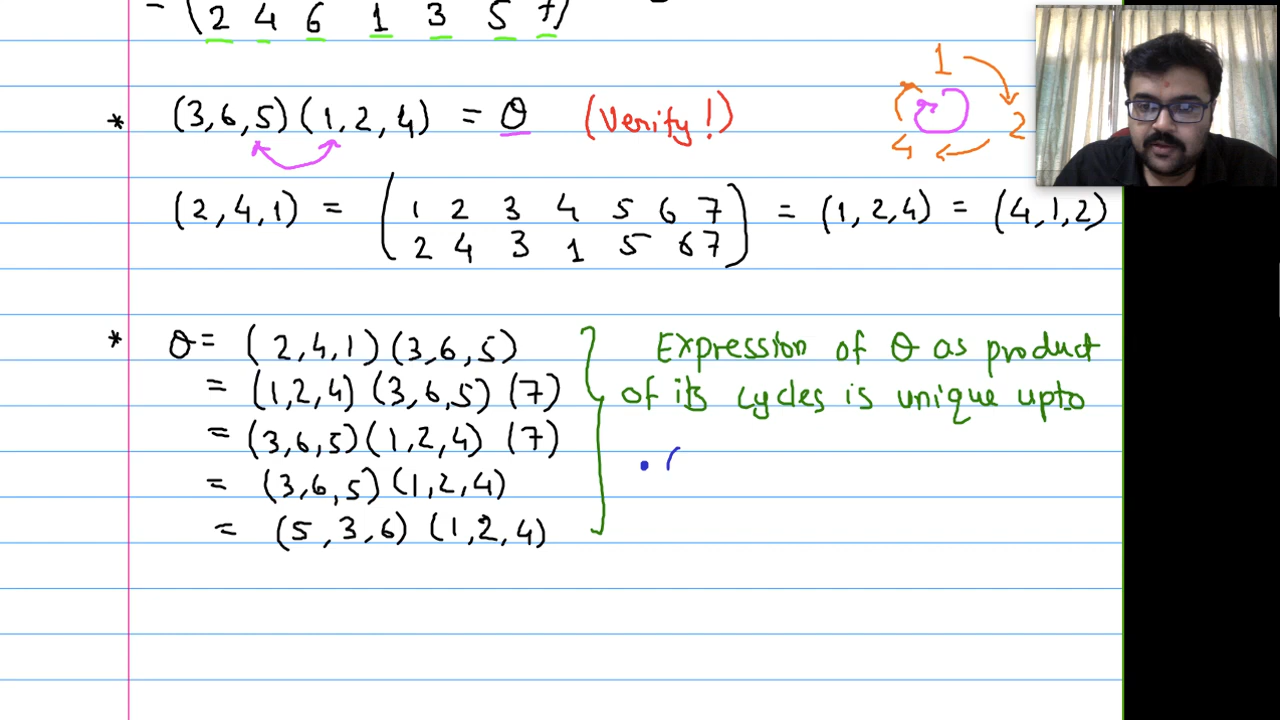 = (2 4 6 1 3 5 7)
* (3,6,5)(1,2,4) = θ (Verify!)
1
2
4
(2,4,1) = (1 2 3 4 5 6 7 = (1,2,4) = (4,1,2)
2 4 3 1 5 6 7)
* θ = (2,4,1)(3,6,5)
= (1,2,4)(3,6,5)(7)
= (3,6,5)(1,2,4)(7)
= (3,6,5)(1,2,4)
= (5,3,6)(1,2,4)
Expression of θ as product
of its cycles is unique upto
• (